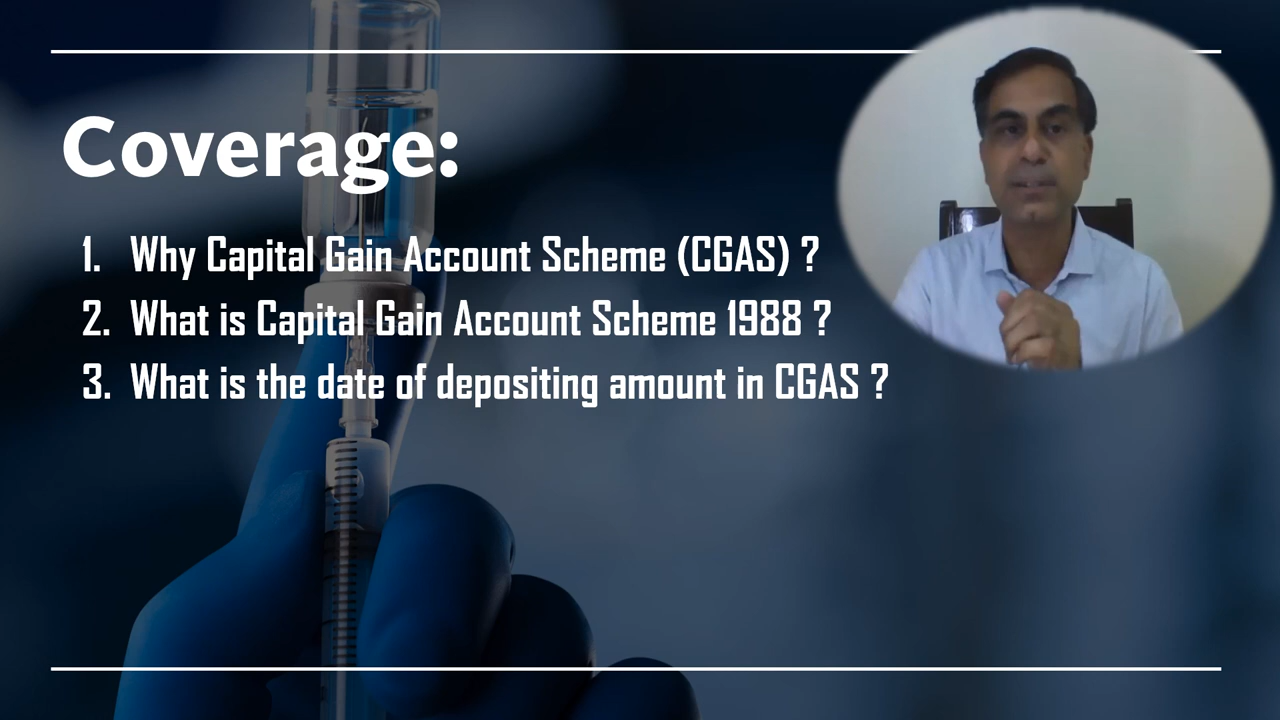 Coverage:
1. Why Capital Gain Account Scheme (CGAS) ?
2. What is Capital Gain Account Scheme 1988 ?
3. What is the date of depositing amount in CGAS ?